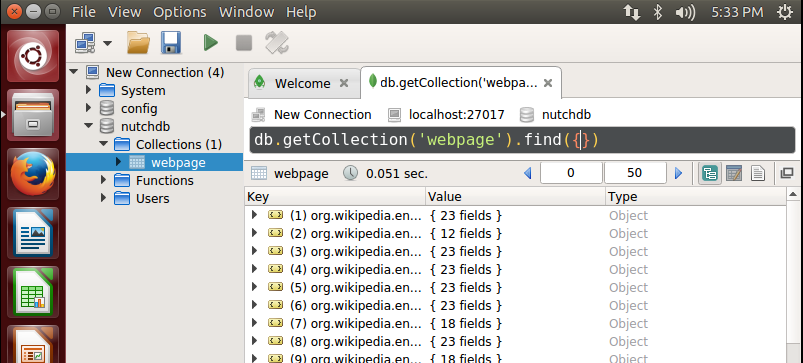 File View Options Window Help 5:33 PM
New Connection (4)
System
config
nutchdb
Collections (1)
webpage
Functions
Users
Welcome db.getCollection('webpa...
New Connection localhost:27017 nutchdb
db.getCollection('webpage').find({})
webpage 0.051 sec. 0 50
Key Value Type
(1) org.wikipedia.en... { 23 fields } Object
(2) org.wikipedia.en... { 12 fields } Object
(3) org.wikipedia.en... { 23 fields } Object
(4) org.wikipedia.en... { 23 fields } Object
(5) org.wikipedia.en... { 23 fields } Object
(6) org.wikipedia.en... { 23 fields } Object
(7) org.wikipedia.en... { 18 fields } Object
(8) org.wikipedia.en... { 23 fields } Object
(9) org.wikipedia.en... { 18 fields } Object